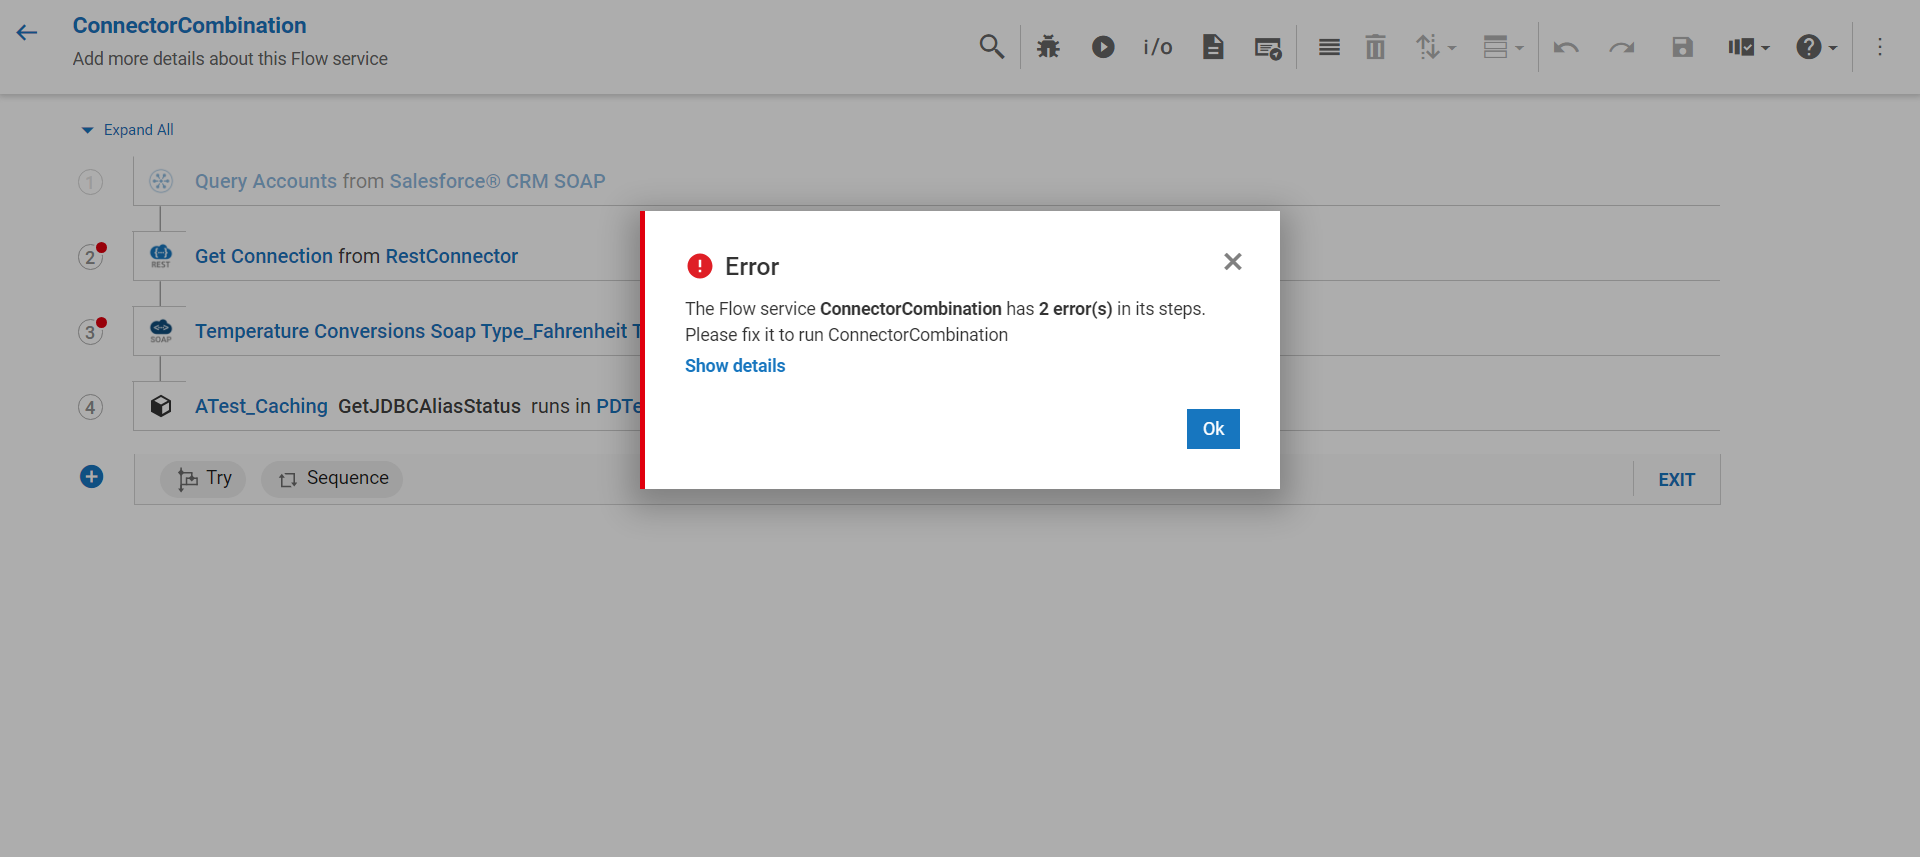 ConnectorCombination
Add more details about this Flow service
i/o
Expand All
1 Query Accounts from Salesforce® CRM SOAP
2 REST Get Connection from RestConnector
3 SOAP Temperature Conversions Soap Type_Fahrenheit T
4 ATest_Caching GetJDBCAliasStatus runs in PDTe
Try Sequence EXIT
Error
The Flow service ConnectorCombination has 2 error(s) in its steps.
Please fix it to run ConnectorCombination
Show details
Ok